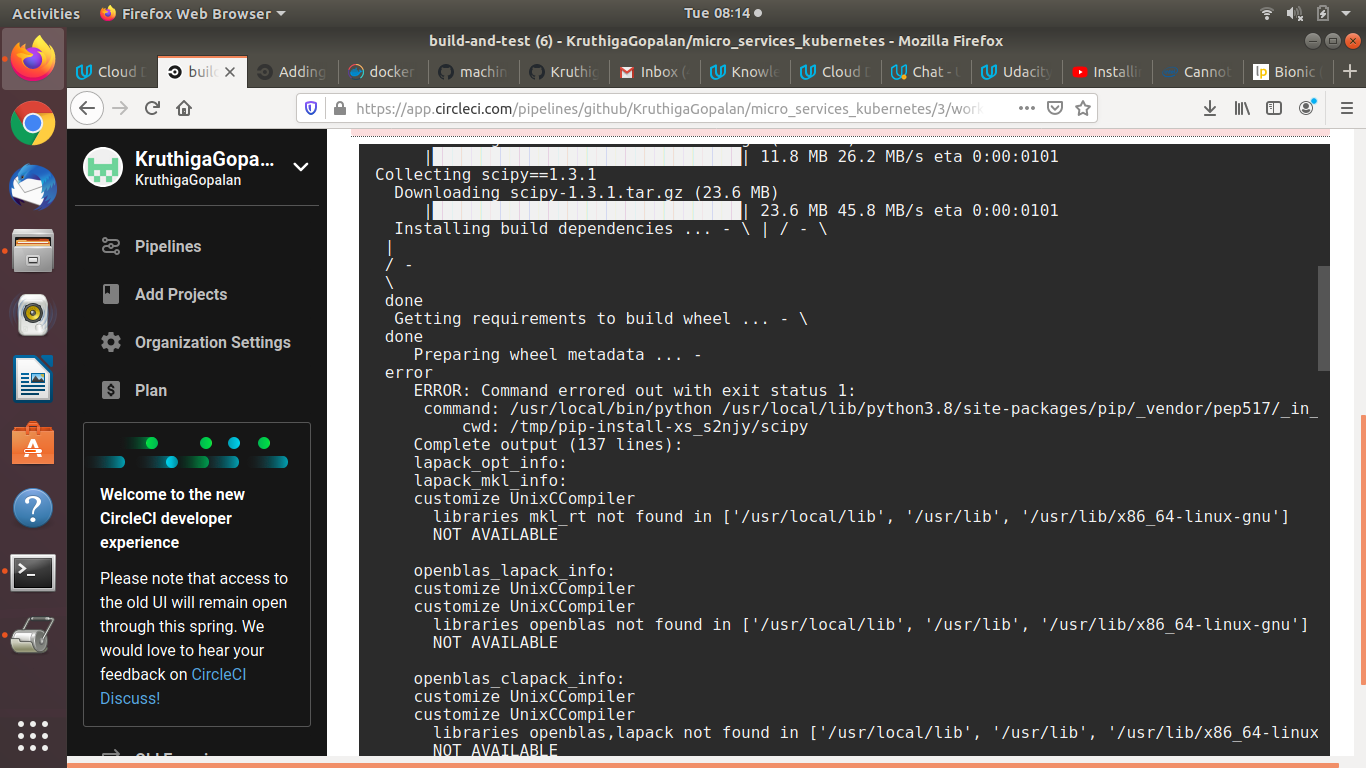 Activities
Firefox Web Browser
Tue 08:14
build-and-test (6) - KruthigaGopalan/micro_services_kubernetes - Mozilla Firefox
Cloud
build
Adding
docker
machin
Kruthig
Inbox (
Knowle
Cloud D
Chat - U
Udacity
Installin
Cannot
Bionic
https://app.circleci.com/pipelines/github/KruthigaGopalan/micro_services_kubernetes/3/work
KruthigaGopa...
KruthigaGopalan
Pipelines
Add Projects
Organization Settings
Plan
Welcome to the new
CircleCI developer
experience
Please note that access to
the old UI will remain open
through this spring. We
would love to hear your
feedback on CircleCI
Discuss!
| 11.8 MB 26.2 MB/s eta 0:00:0101
Collecting scipy==1.3.1
Downloading scipy-1.3.1.tar.gz (23.6 MB)
| 23.6 MB 45.8 MB/s eta 0:00:0101
Installing build dependencies ... - \ | / - \
|
/ -
\
done
Getting requirements to build wheel ... - \
done
Preparing wheel metadata ... -
error
ERROR: Command errored out with exit status 1:
command: /usr/local/bin/python /usr/local/lib/python3.8/site-packages/pip/_vendor/pep517/_in_
cwd: /tmp/pip-install-xs_s2njy/scipy
Complete output (137 lines):
lapack_opt_info:
lapack_mkl_info:
customize UnixCCompiler
libraries mkl_rt not found in ['/usr/local/lib', '/usr/lib', '/usr/lib/x86_64-linux-gnu']
NOT AVAILABLE
openblas_lapack_info:
customize UnixCCompiler
customize UnixCCompiler
libraries openblas not found in ['/usr/local/lib', '/usr/lib', '/usr/lib/x86_64-linux-gnu']
NOT AVAILABLE
openblas_clapack_info:
customize UnixCCompiler
customize UnixCCompiler
libraries openblas,lapack not found in ['/usr/local/lib', '/usr/lib', '/usr/lib/x86_64-linux
NOT AVAILABLE